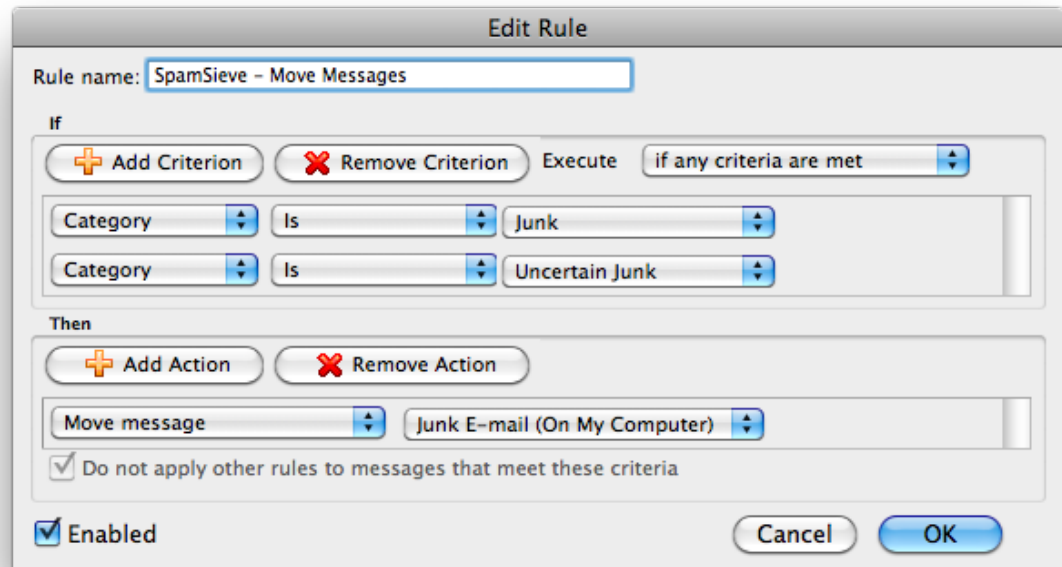 Edit Rule
Rule name: SpamSieve – Move Messages
If
Add Criterion Remove Criterion Execute if any criteria are met
Category Is Junk
Category Is Uncertain Junk
Then
Add Action Remove Action
Move message Junk E-mail (On My Computer)
Do not apply other rules to messages that meet these criteria
Enabled Cancel OK